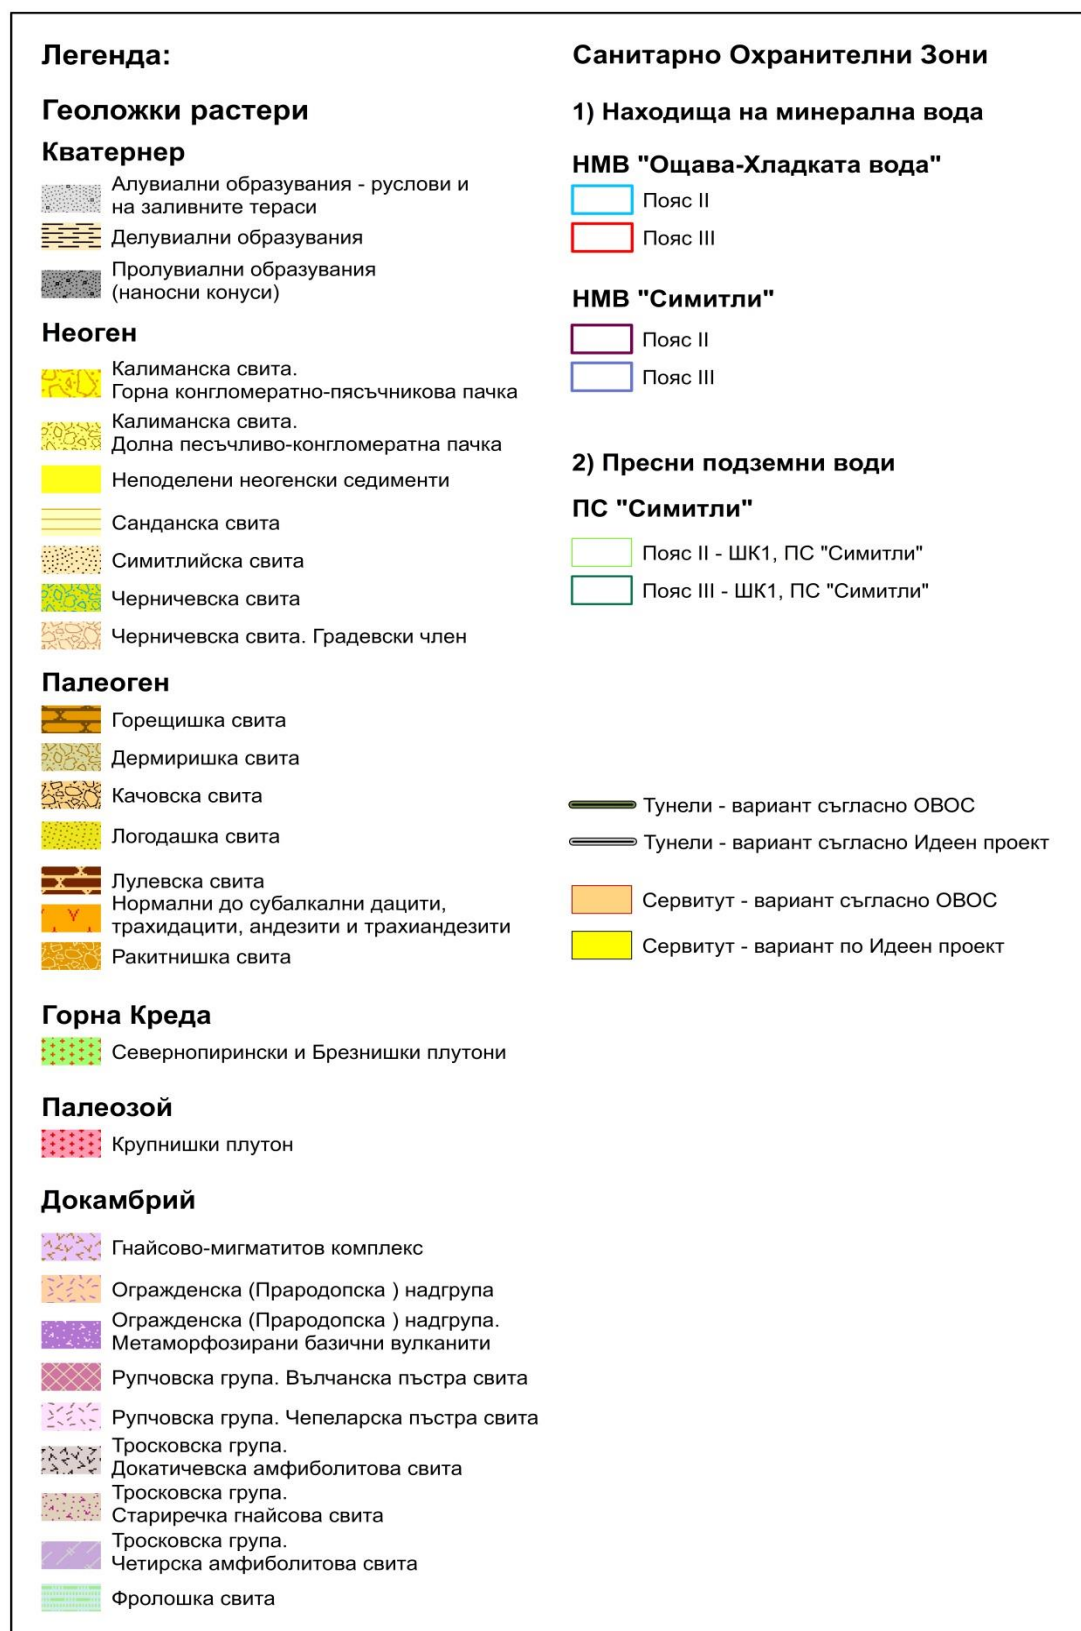 Легенда:
Геоложки растери
Кватернер
Алувиални образувания - руслови и
на заливните тераси
Делувиални образувания
Пролувиални образувания
(наносни конуси)
Неоген
Калиманска свита.
Горна конгломератно-пясъчникова пачка
Калиманска свита.
Долна песъчливо-конгломератна пачка
Неподелени неогенски седименти
Санданска свита
Симитлийска свита
Черничевска свита
Черничевска свита. Градевски член
Палеоген
Горещишка свита
Дермиришка свита
Качовска свита
Логодашка свита
Лулевска свита
Нормални до субалкални дацити,
трахидацити, андезити и трахиандезити
Ракитнишка свита
Горна Креда
Севернопирински и Брезнишки плутони
Палеозой
Крупнишки плутон
Докамбрий
Гнайсово-мигматитов комплекс
Огражденска (Прародопска ) надгрупа
Огражденска (Прародопска ) надгрупа.
Метаморфозирани базични вулканити
Рупчовска група. Вълчанска пъстра свита
Рупчовска група. Чепеларска пъстра свита
Тросковска група.
Докатичевска амфиболитова свита
Тросковска група.
Стариречка гнайсова свита
Тросковска група.
Четирска амфиболитова свита
Фролошка свита
Санитарно Охранителни Зони
1) Находища на минерална вода
НМВ "Ощава-Хладката вода"
Пояс II
Пояс III
НМВ "Симитли"
Пояс II
Пояс III
2) Пресни подземни води
ПС "Симитли"
Пояс II - ШК1, ПС "Симитли"
Пояс III - ШК1, ПС "Симитли"
Тунели - вариант съгласно ОВОС
Тунели - вариант съгласно Идеен проект
Сервитут - вариант съгласно ОВОС
Сервитут - вариант по Идеен проект